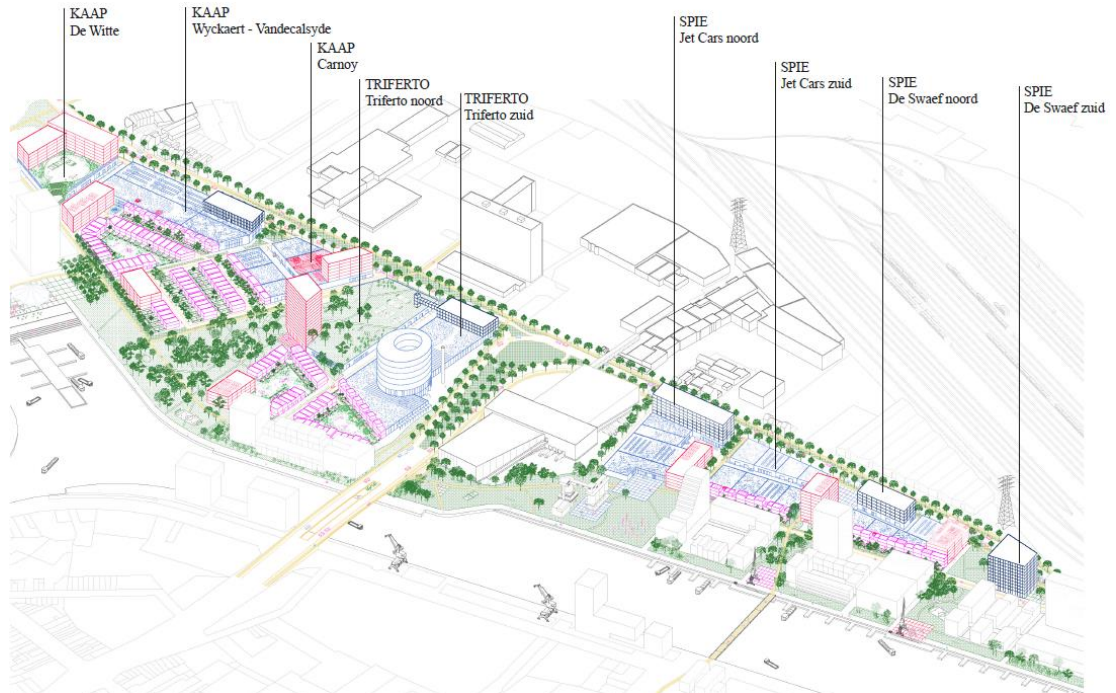 KAAP
De Witte
KAAP
Wyckaert - Vandecalsyde
KAAP
Carnoy
TRIFERTO
Triferto noord
TRIFERTO
Triferto zuid
SPIE
Jet Cars noord
SPIE
Jet Cars zuid
SPIE
De Swaef noord
SPIE
De Swaef zuid